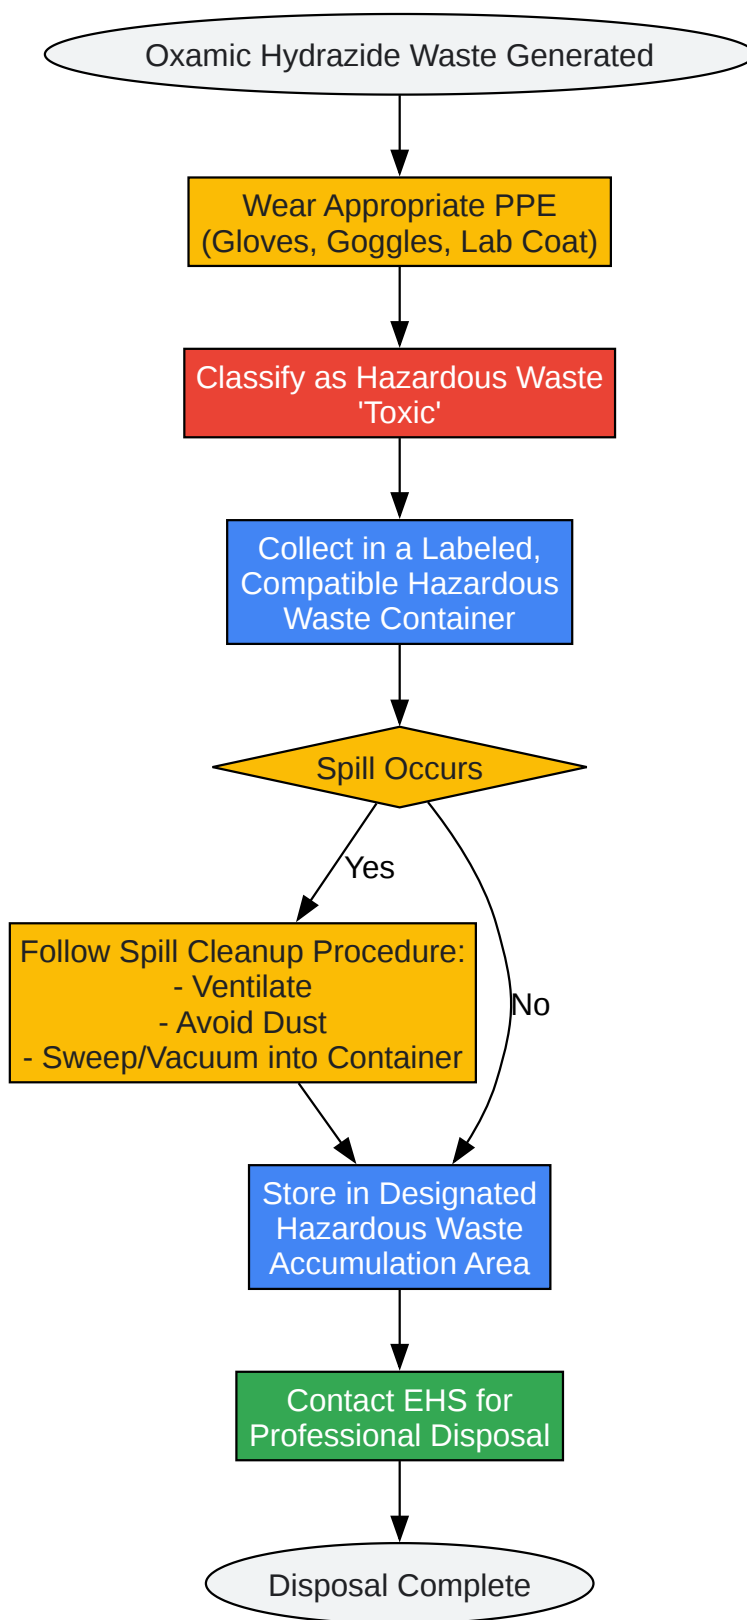 Oxamic Hydrazide Waste Generated
Wear Appropriate PPE
(Gloves, Goggles, Lab Coat)
Classify as Hazardous Waste
'Toxic'
Collect in a Labeled,
Compatible Hazardous
Waste Container
Spill Occurs
Yes
Follow Spill Cleanup Procedure:
- Ventilate
- Avoid Dust
- Sweep/Vacuum into Container
No
Store in Designated
Hazardous Waste
Accumulation Area
Contact EHS for
Professional Disposal
Disposal Complete